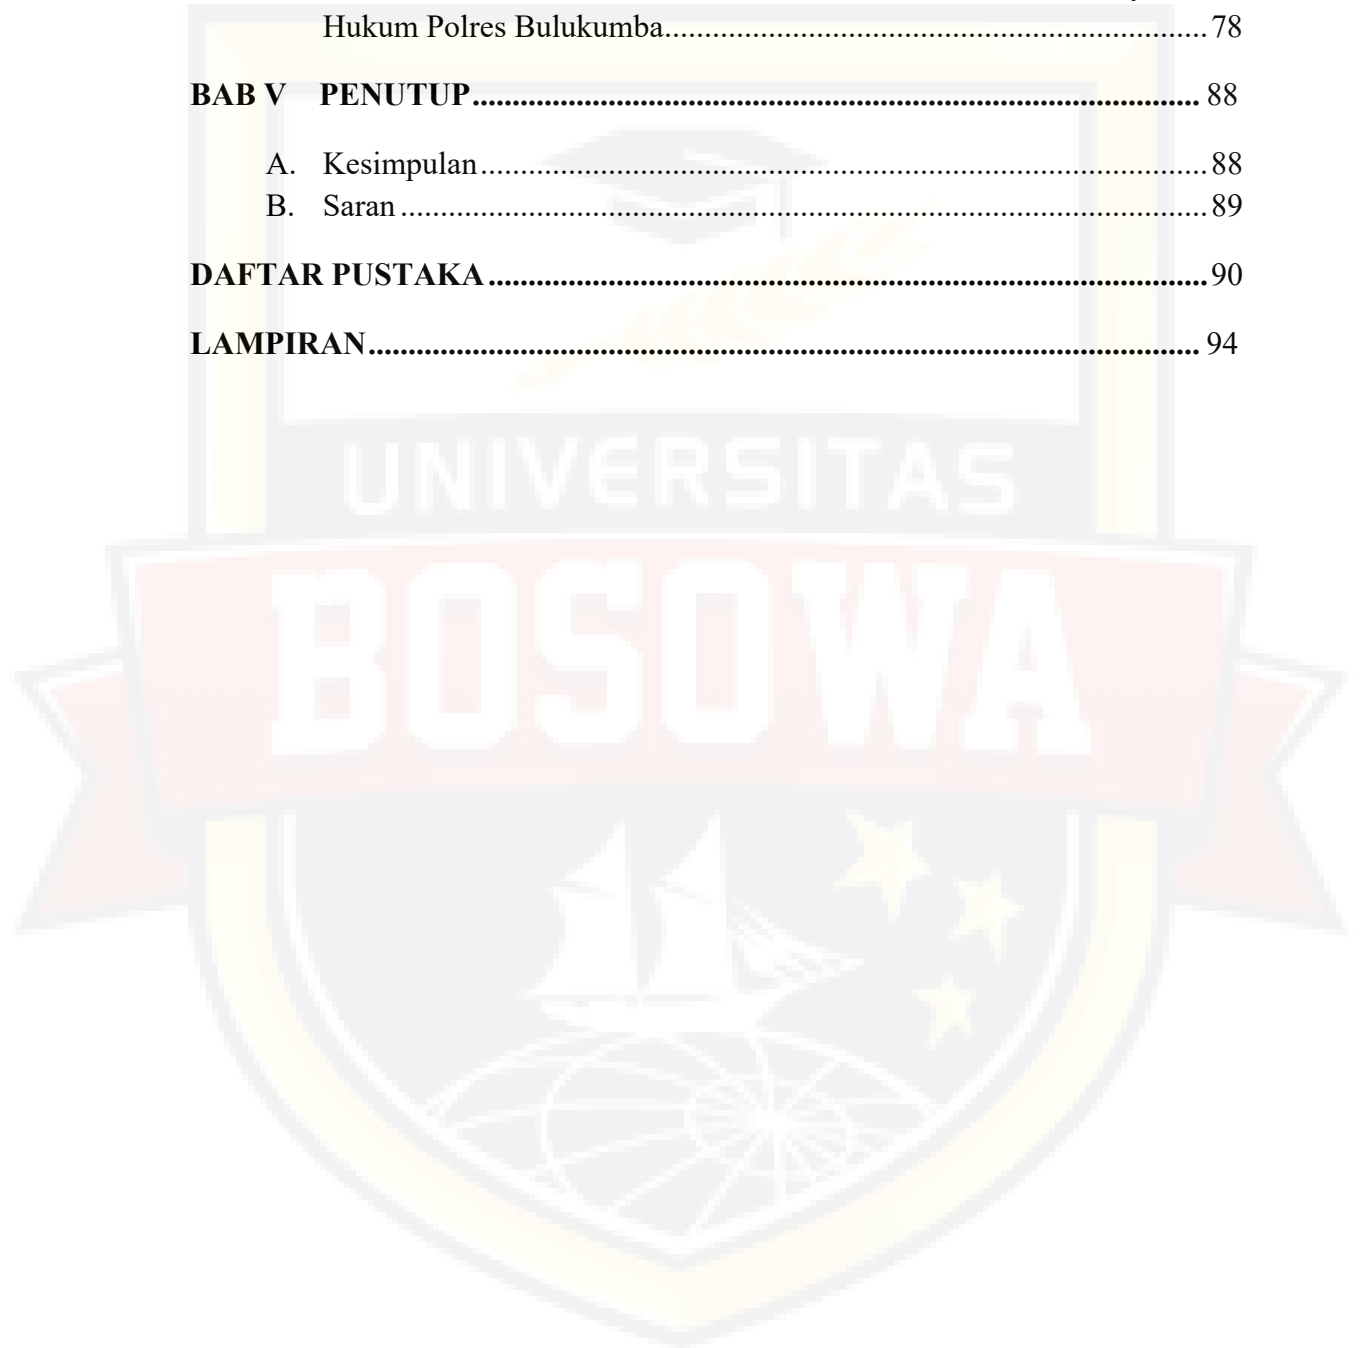 Hukum Polres Bulukumba....................................................................78
BAB V PENUTUP........................................................................................... 88
A. Kesimpulan...........................................................................................88
B. Saran.....................................................................................................89
DAFTAR PUSTAKA..........................................................................................90
LAMPIRAN........................................................................................................ 94
UNIVERSITAS
BOSOWA